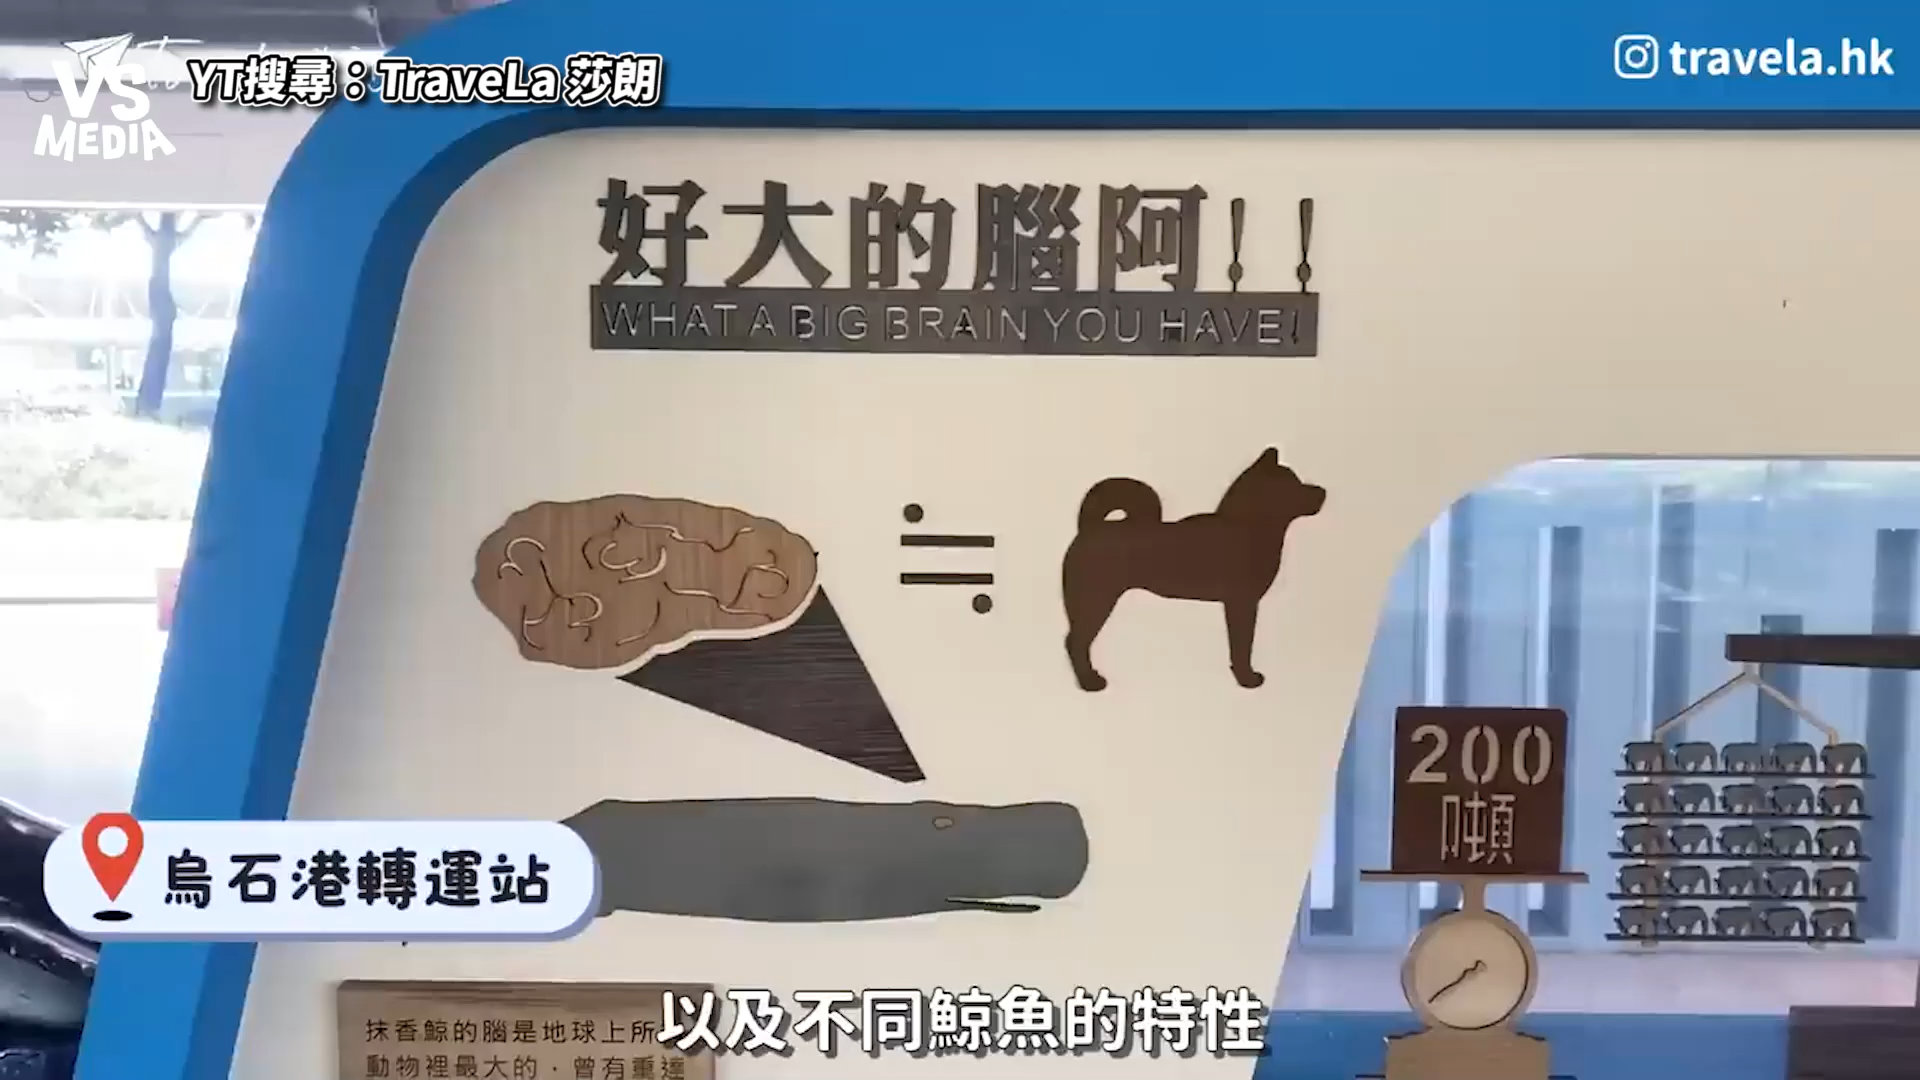 VS
MEDIA
YT搜尋：TraveLa 莎朗
travela.hk
好大的腦阿！！
WHAT A BIG BRAIN YOU HAVE!
200
噸
烏石港轉運站
抹香鯨的腦是地球上所
動物裡最大的，曾有重達
以及不同鯨魚的特性